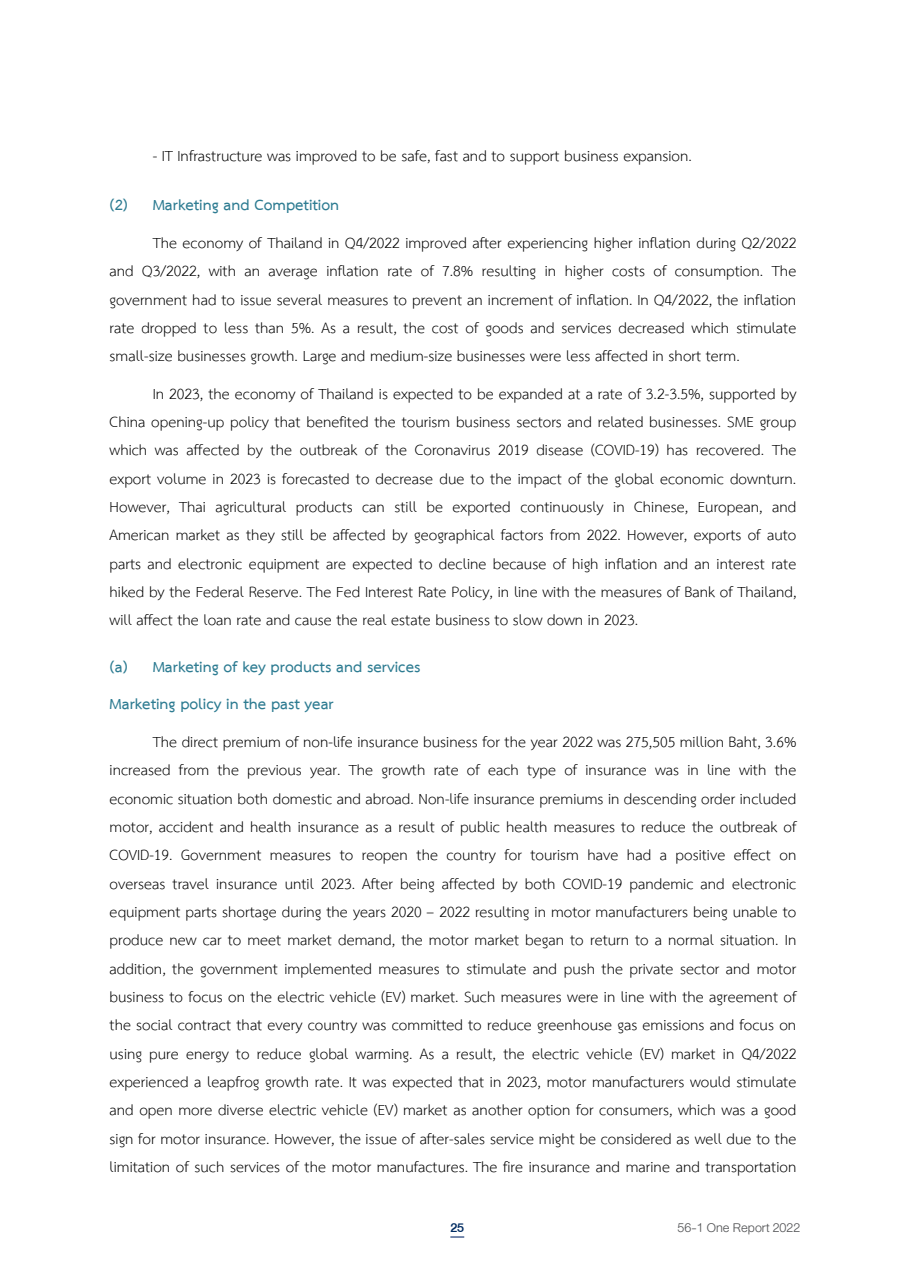 - IT Infrastructure was improved to be safe, fast and to support business expansion.
(2) Marketing and Competition
The economy of Thailand in Q4/2022 improved after experiencing higher inflation during Q2/2022
and Q3/2022, with an average inflation rate of 7.8% resulting in higher costs of consumption. The
government had to issue several measures to prevent an increment of inflation. In Q4/2022, the inflation
rate dropped to less than 5%. As a result, the cost of goods and services decreased which stimulate
small-size businesses growth. Large and medium-size businesses were less affected in short term.
In 2023, the economy of Thailand is expected to be expanded at a rate of 3.2-3.5%, supported by
China opening-up policy that benefited the tourism business sectors and related businesses. SME group
which was affected by the outbreak of the Coronavirus 2019 disease (COVID-19) has recovered. The
export volume in 2023 is forecasted to decrease due to the impact of the global economic downturn.
However, Thai agricultural products can still be exported continuously in Chinese, European, and
American market as they still be affected by geographical factors from 2022. However, exports of auto
parts and electronic equipment are expected to decline because of high inflation and an interest rate
hiked by the Federal Reserve. The Fed Interest Rate Policy, in line with the measures of Bank of Thailand,
will affect the loan rate and cause the real estate business to slow down in 2023.
(a) Marketing of key products and services
Marketing policy in the past year
The direct premium of non-life insurance business for the year 2022 was 275,505 million Baht, 3.6%
increased from the previous year. The growth rate of each type of insurance was in line with the
economic situation both domestic and abroad. Non-life insurance premiums in descending order included
motor, accident and health insurance as a result of public health measures to reduce the outbreak of
COVID-19. Government measures to reopen the country for tourism have had a positive effect on
overseas travel insurance until 2023. After being affected by both COVID-19 pandemic and electronic
equipment parts shortage during the years 2020 – 2022 resulting in motor manufacturers being unable to
produce new car to meet market demand, the motor market began to return to a normal situation. In
addition, the government implemented measures to stimulate and push the private sector and motor
business to focus on the electric vehicle (EV) market. Such measures were in line with the agreement of
the social contract that every country was committed to reduce greenhouse gas emissions and focus on
using pure energy to reduce global warming. As a result, the electric vehicle (EV) market in Q4/2022
experienced a leapfrog growth rate. It was expected that in 2023, motor manufacturers would stimulate
and open more diverse electric vehicle (EV) market as another option for consumers, which was a good
sign for motor insurance. However, the issue of after-sales service might be considered as well due to the
limitation of such services of the motor manufactures. The fire insurance and marine and transportation
25
56-1 One Report 2022